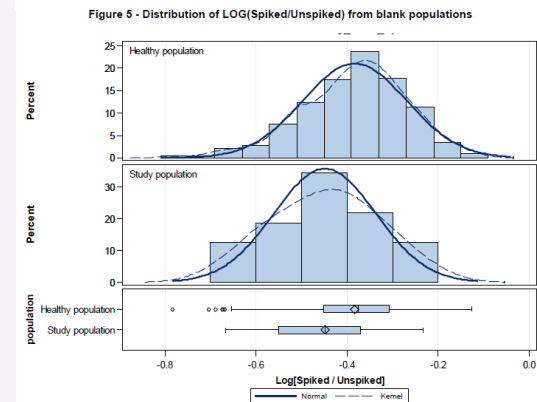 Figure 5 - Distribution of LOG(Spiked/Unspiked) from blank populations
Healthy population
Percent
25
20
15
10
5
0
Study population
Percent
30
20
10
0
population
Healthy population
Study population
-0.8 -0.6 -0.4 -0.2 0.0
Log[Spiked / Unspiked]
Normal Kernel